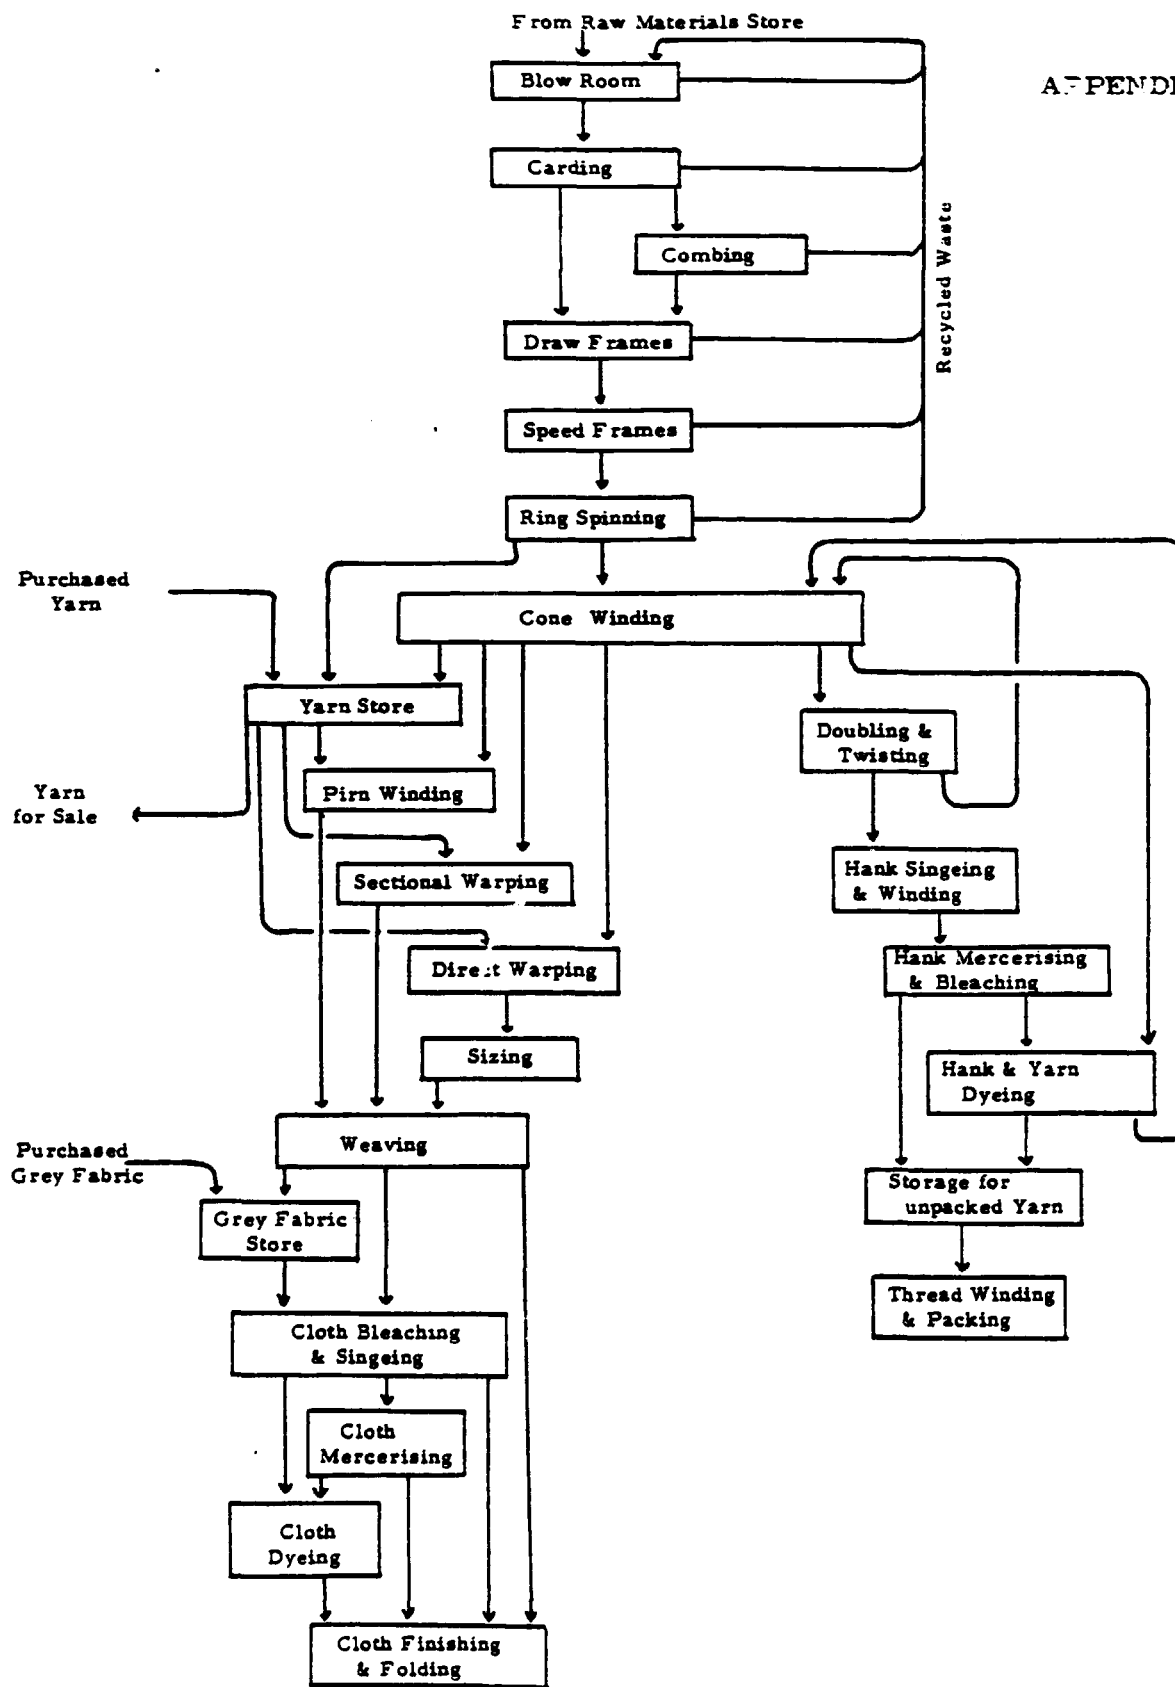 From Raw Materials Store
Blow Room
APPENDI
Carding
Combing
Recycled Waste
Draw Frames
Speed Frames
Ring Spinning
Purchased
Yarn
Cone Winding
Yarn Store
Doubling &
Twisting
Yarn
for Sale
Pirn Winding
Sectional Warping
Hank Singeing
& Winding
Direct Warping
Hank Mercerising
& Bleaching
Sizing
Hank & Yarn
Dyeing
Weaving
Purchased
Grey Fabric
Storage for
unpacked Yarn
Grey Fabric
Store
Thread Winding
& Packing
Cloth Bleaching
& Singeing
Cloth
Mercerising
Cloth
Dyeing
Cloth Finishing
& Folding